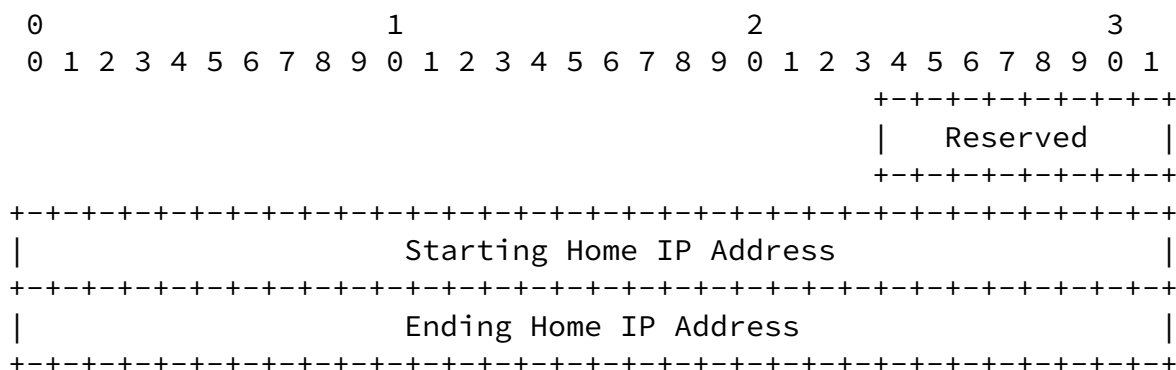 0                   1                   2                   3
 0 1 2 3 4 5 6 7 8 9 0 1 2 3 4 5 6 7 8 9 0 1 2 3 4 5 6 7 8 9 0 1
                                                +-+-+-+-+-+-+-+-+
                                                |   Reserved    |
                                                +-+-+-+-+-+-+-+-+
+-+-+-+-+-+-+-+-+-+-+-+-+-+-+-+-+-+-+-+-+-+-+-+-+-+-+-+-+-+-+-+-+
|                     Starting Home IP Address                  |
+-+-+-+-+-+-+-+-+-+-+-+-+-+-+-+-+-+-+-+-+-+-+-+-+-+-+-+-+-+-+-+-+
|                     Ending Home IP Address                    |
+-+-+-+-+-+-+-+-+-+-+-+-+-+-+-+-+-+-+-+-+-+-+-+-+-+-+-+-+-+-+-+-+